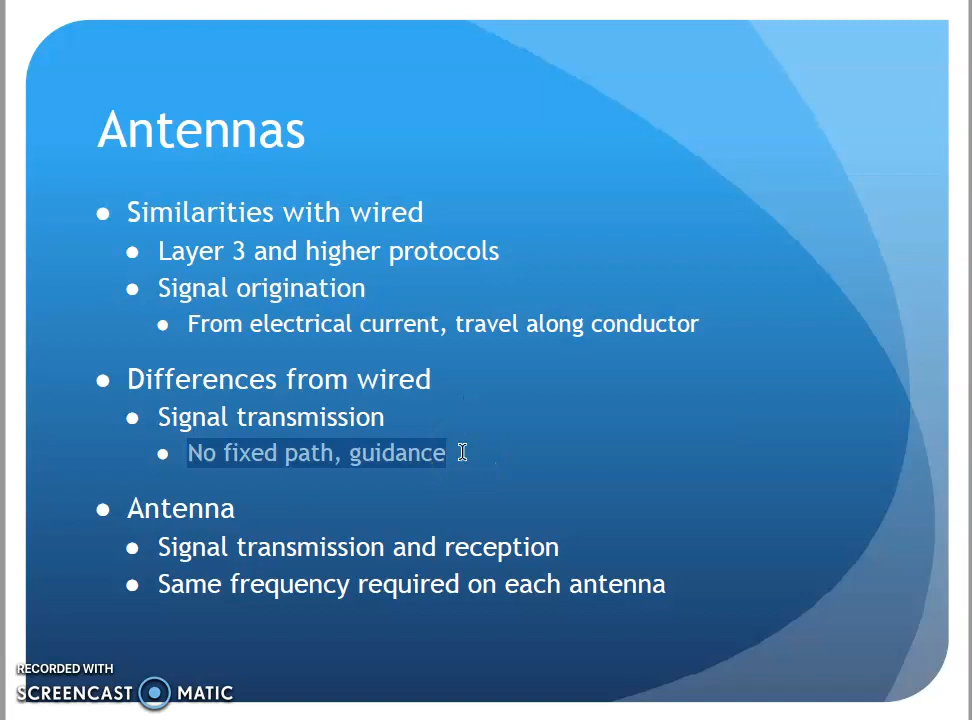 Antennas
● Similarities with wired
● Layer 3 and higher protocols
● Signal origination
● From electrical current, travel along conductor
● Differences from wired
● Signal transmission
● No fixed path, guidance
● Antenna
● Signal transmission and reception
● Same frequency required on each antenna
RECORDED WITH
SCREENCAST MATIC